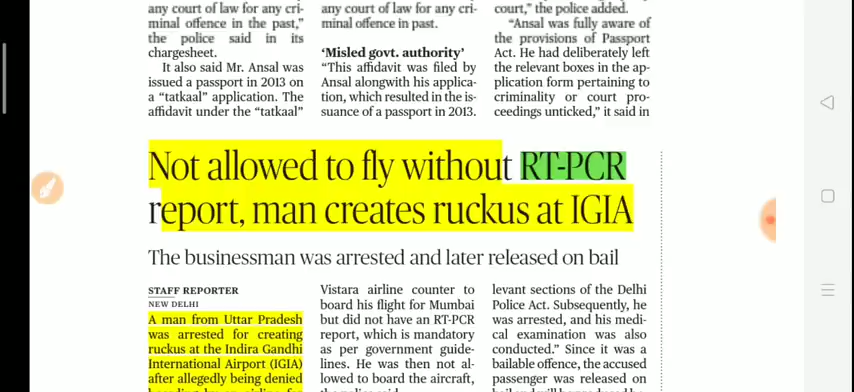 any court of law for any cri-
minal offence in the past,”
the police said in its
chargesheet.
It also said Mr. Ansal was
issued a passport in 2013 on
a “tatkaal” application. The
affidavit under the “tatkaal”
any court of law for any cri-
minal offence in past.
‘Misled govt. authority’
“This affidavit was filed by
Ansal alongwith his applica-
tion, which resulted in the is-
suance of a passport in 2013.
court,” the police added.
“Ansal was fully aware of
the provisions of Passport
Act. He had deliberately left
the relevant boxes in the ap-
plication form pertaining to
criminality or court pro-
ceedings unticked,” it said in
Not allowed to fly without RT-PCR
report, man creates ruckus at IGIA
The businessman was arrested and later released on bail
STAFF REPORTER
NEW DELHI
A man from Uttar Pradesh
was arrested for creating
ruckus at the Indira Gandhi
International Airport (IGIA)
after allegedly being denied
Vistara airline counter to
board his flight for Mumbai
but did not have an RT-PCR
report, which is mandatory
as per government guide-
lines. He was then not al-
lowed to board the aircraft,
levant sections of the Delhi
Police Act. Subsequently, he
was arrested, and his medi-
cal examination was also
conducted.” Since it was a
bailable offence, the accused
passenger was released on